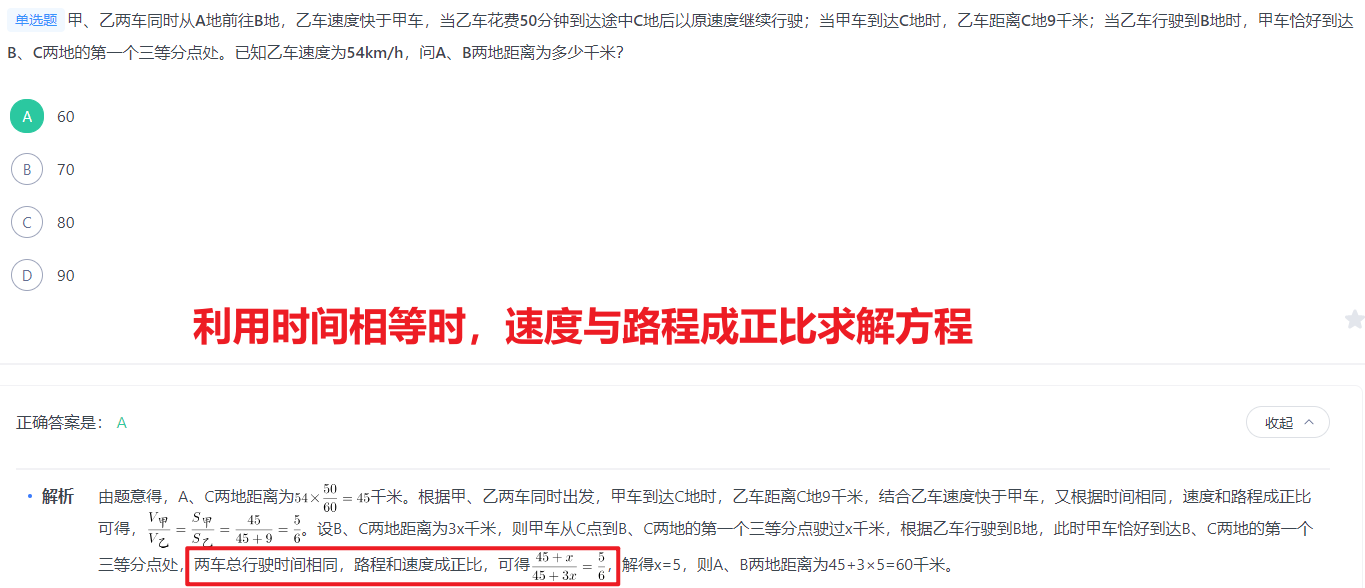 单选题 甲、乙两车同时从A地前往B地，乙车速度快于甲车，当乙车花费50分钟到达途中C地后以原速度继续行驶；当甲车到达C地时，乙车距离C地9千米；当乙车行驶到B地时，甲车恰好到达
B、C两地的第一个三等分点处。已知乙车速度为54km/h，问A、B两地距离为多少千米？
A 60
B 70
C 80
D 90
利用时间相等时，速度与路程成正比求解方程
正确答案是： A
收起
• 解析 由题意得，A、C两地距离为54×50/60=45千米。根据甲、乙两车同时出发，甲车到达C地时，乙车距离C地9千米，结合乙车速度快于甲车，又根据时间相同，速度和路程成正比
可得，V甲/V乙=S甲/S乙=45/(45+9)=5/6。设B、C两地距离为3x千米，则甲车从C点到B、C两地的第一个三等分点驶过x千米，根据乙车行驶到B地，此时甲车恰好到达B、C两地的第一个
三等分点处，两车总行驶时间相同，路程和速度成正比，可得(45+x)/(45+3x)=5/6，解得x=5，则A、B两地距离为45+3×5=60千米。